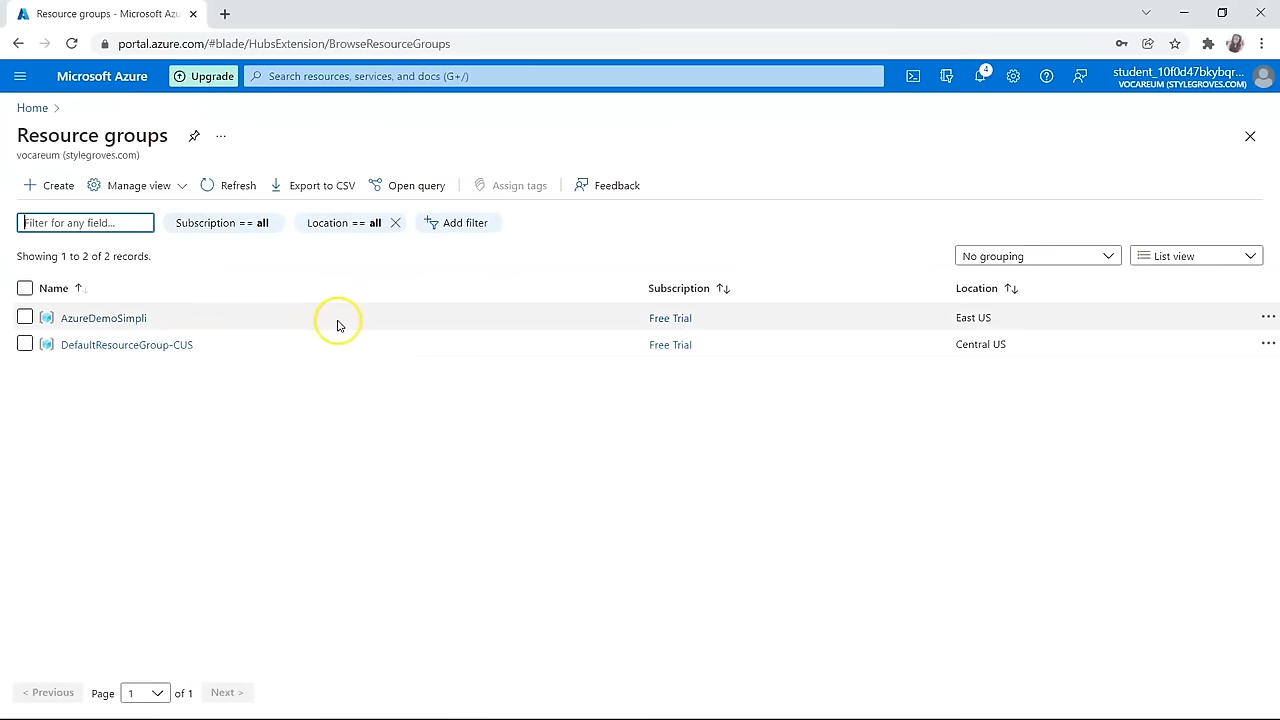 Resource groups - Microsoft Azu
portal.azure.com/#blade/HubsExtension/BrowseResourceGroups
Microsoft Azure
Upgrade
Search resources, services, and docs (G+/)
4
student_10f0d47bkybqr...
VOCAREUM (STYLEGROVES.COM)
Home
Resource groups
...
vocareum (stylegroves.com)
Create
Manage view
Refresh
Export to CSV
Open query
Assign tags
Feedback
Filter for any field...
Subscription == all
Location == all
Add filter
Showing 1 to 2 of 2 records.
No grouping
List view
Name
Subscription
Location
AzureDemoSimpli
Free Trial
East US
DefaultResourceGroup-CUS
Free Trial
Central US
< Previous
Page
1
of 1
Next >